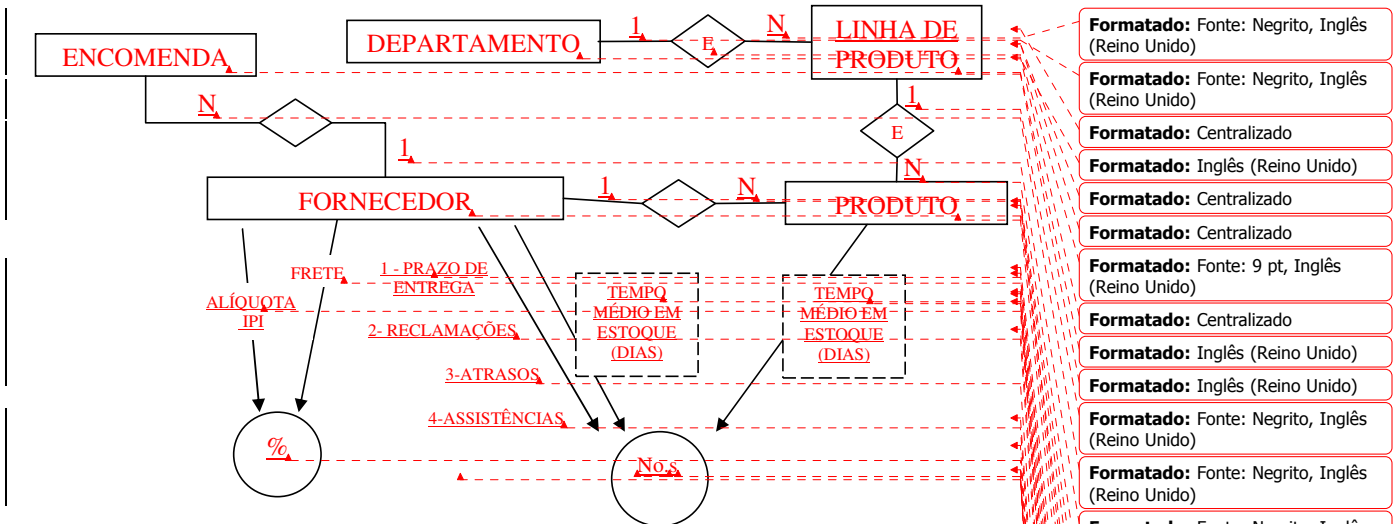 1
N
LINHA DE
PRODUTO
DEPARTAMENTO
E
ENCOMENDA
N
1
E
1
N
FORNECEDOR
1
N
PRODUTO
FRETE
1 - PRAZO DE
ENTREGA
ALÍQUOTA
IPI
TEMPO
MÉDIO EM
ESTOQUE
(DIAS)
TEMPO
MÉDIO EM
ESTOQUE
(DIAS)
2- RECLAMAÇÕES
3-ATRASOS
4-ASSISTÊNCIAS
%
No.s
Formatado: Fonte: Negrito, Inglês
(Reino Unido)
Formatado: Fonte: Negrito, Inglês
(Reino Unido)
Formatado: Centralizado
Formatado: Inglês (Reino Unido)
Formatado: Centralizado
Formatado: Centralizado
Formatado: Fonte: 9 pt, Inglês
(Reino Unido)
Formatado: Centralizado
Formatado: Inglês (Reino Unido)
Formatado: Inglês (Reino Unido)
Formatado: Fonte: Negrito, Inglês
(Reino Unido)
Formatado: Fonte: Negrito, Inglês
(Reino Unido)
Formatado: Fonte: Negrito, Inglês